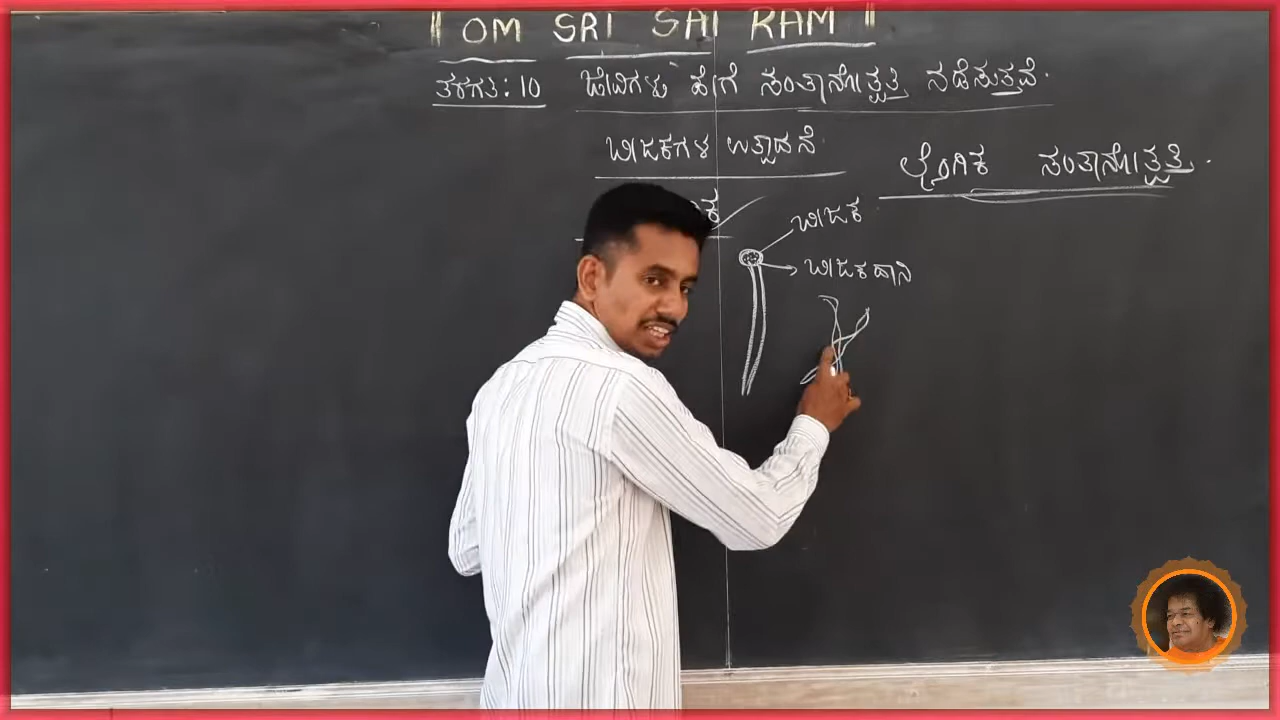 ॥ OM SRI SAI RAM ॥
ತರಗತಿ: 10 ಜೀವಿಗಳು ಹೇಗೆ ಸಂತಾನೋತ್ಪತ್ತಿ ನಡೆಸುತ್ತವೆ.
ಬೀಜಕಗಳ ಉತ್ಪಾದನೆ
ಲೈಂಗಿಕ ಸಂತಾನೋತ್ಪತ್ತಿ.
ಬೀಜಕ
ಬೀಜಕದಾನಿ